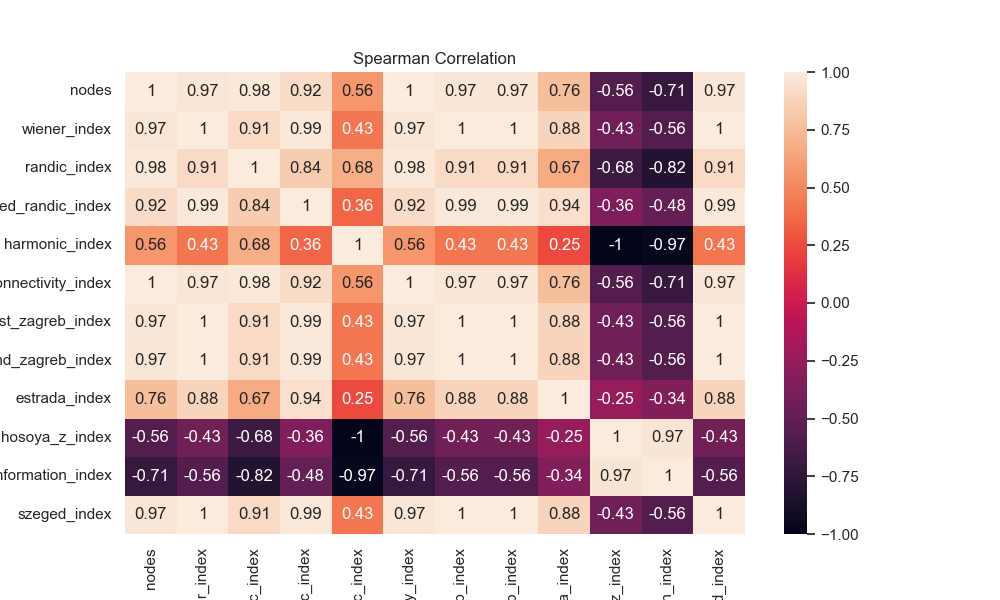 Spearman Correlation
nodes 1 0.97 0.98 0.92 0.56 1 0.97 0.97 0.76 -0.56 -0.71 0.97
wiener_index 0.97 1 0.91 0.99 0.43 0.97 1 1 0.88 -0.43 -0.56 1
randic_index 0.98 0.91 1 0.84 0.68 0.98 0.91 0.91 0.67 -0.68 -0.82 0.91
ed_randic_index 0.92 0.99 0.84 1 0.36 0.92 0.99 0.99 0.94 -0.36 -0.48 0.99
harmonic_index 0.56 0.43 0.68 0.36 1 0.56 0.43 0.43 0.25 -1 -0.97 0.43
onnectivity_index 1 0.97 0.98 0.92 0.56 1 0.97 0.97 0.76 -0.56 -0.71 0.97
st_zagreb_index 0.97 1 0.91 0.99 0.43 0.97 1 1 0.88 -0.43 -0.56 1
nd_zagreb_index 0.97 1 0.91 0.99 0.43 0.97 1 1 0.88 -0.43 -0.56 1
estrada_index 0.76 0.88 0.67 0.94 0.25 0.76 0.88 0.88 1 -0.25 -0.34 0.88
hosoya_z_index -0.56 -0.43 -0.68 -0.36 -1 -0.56 -0.43 -0.43 -0.25 1 0.97 -0.43
nformation_index -0.71 -0.56 -0.82 -0.48 -0.97 -0.71 -0.56 -0.56 -0.34 0.97 1 -0.56
szeged_index 0.97 1 0.91 0.99 0.43 0.97 1 1 0.88 -0.43 -0.56 1
nodes
r_index
c_index
c_index
c_index
y_index
b_index
b_index
a_index
z_index
n_index
d_index
1.00
0.75
0.50
0.25
0.00
−0.25
−0.50
−0.75
−1.00